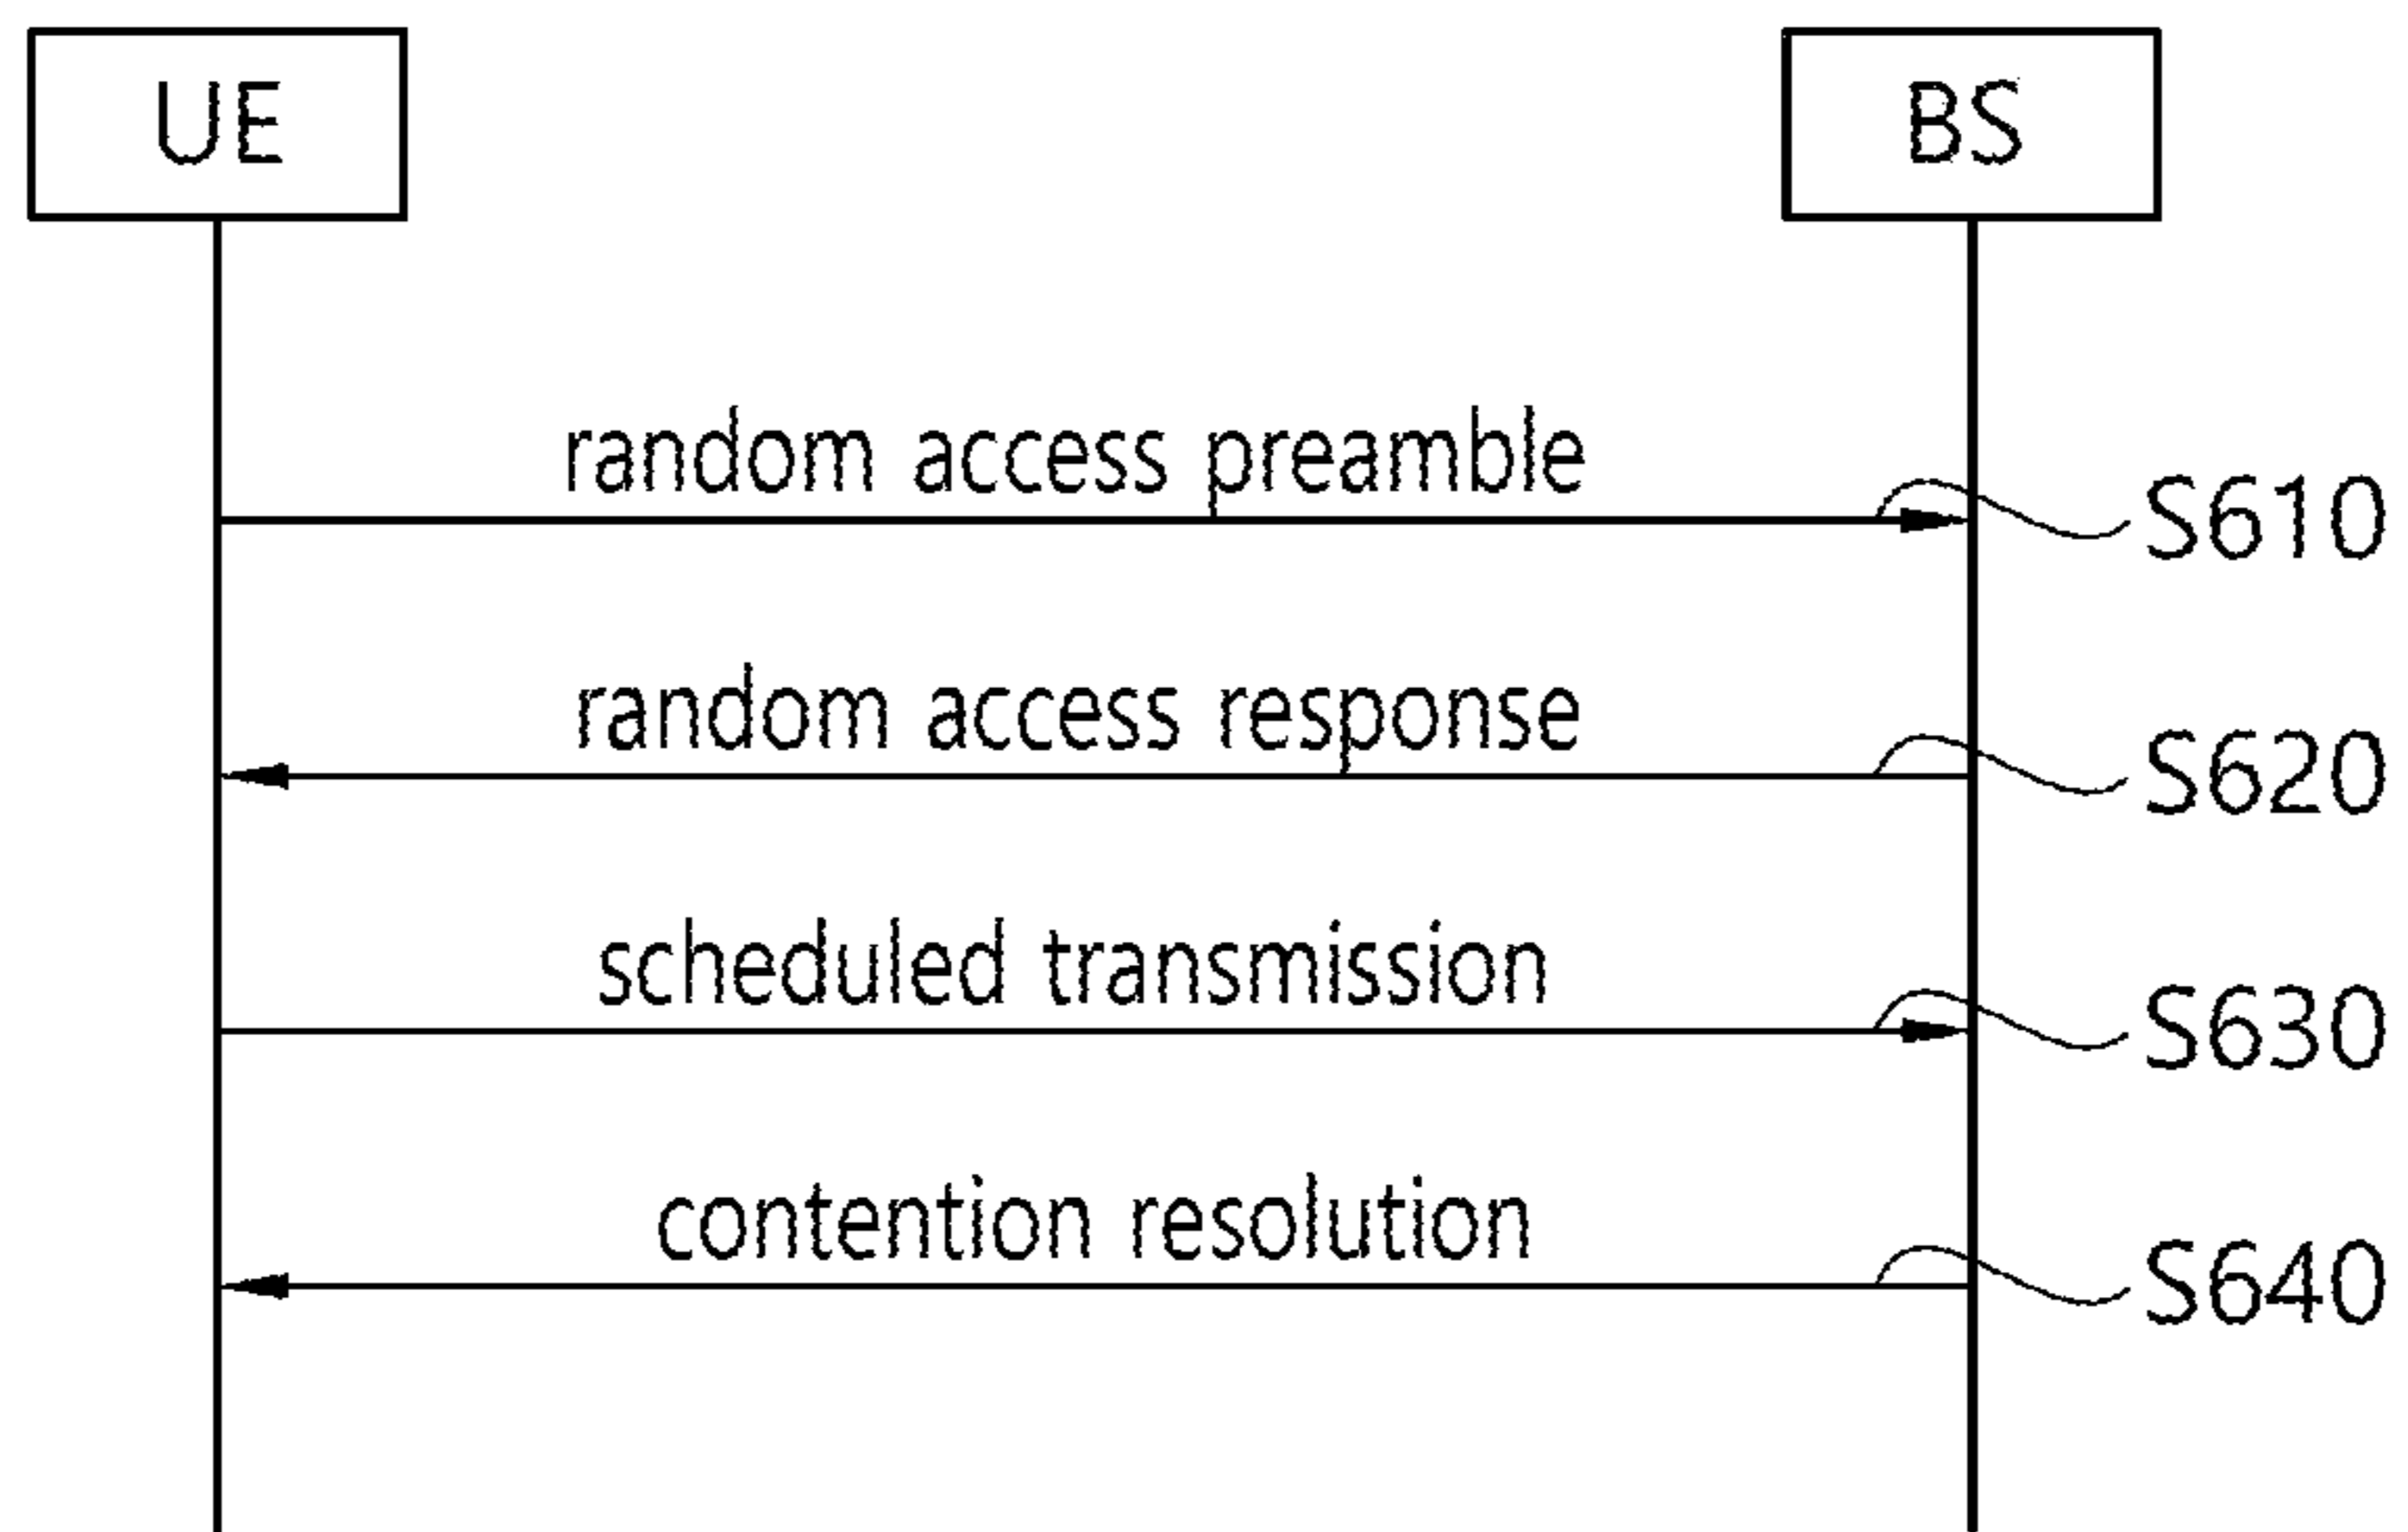 UE
BS
random access preamble
S610
random access response
S620
scheduled transmission
S630
contention resolution
S640